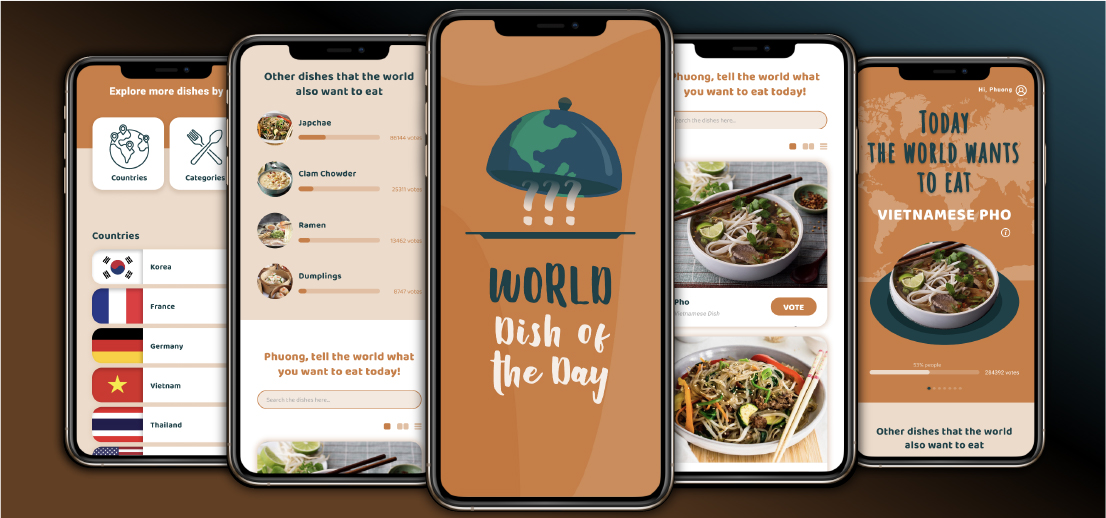 Explore more dishes by
Countries
Categories
Countries
Korea
France
Germany
Vietnam
Thailand
Other dishes that the world
also want to eat
Japchae
86144 votes
Clam Chowder
25311 votes
Ramen
votes
Dumplings
votes
Phuong, tell the world what
you want to eat today!
Search the dishes here...
???
WORLD
Dish of
the Day
Phuong, tell the world what
you want to eat today!
search the dishes here...
Pho
Vietnamese Dish
VOTE
Hi, Phuong
TODAY
THE WORLD WANTS
TO EAT
VIETNAMESE PHO
people
284392 votes
Other dishes that the world
also want to eat